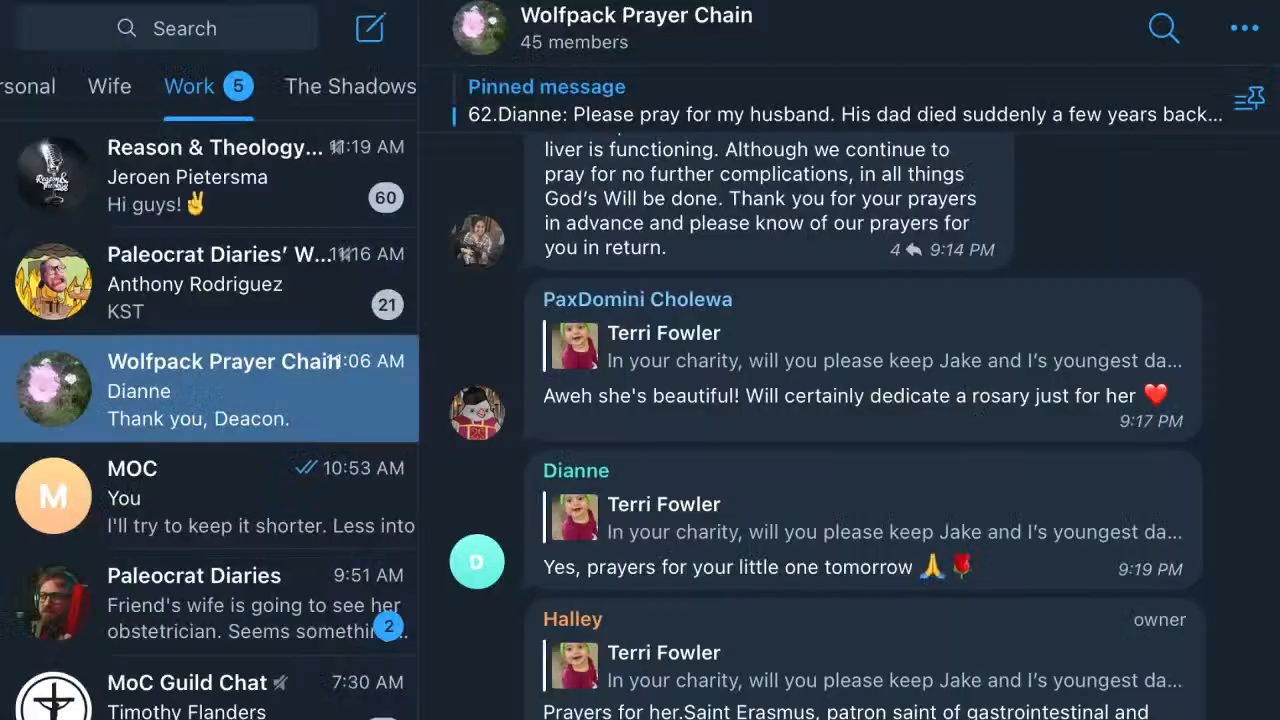 Search
rsonal
Wife
Work 5
The Shadows
Reason & Theology... 11:19 AM
Jeroen Pietersma
Hi guys!✌️
60
Paleocrat Diaries’ W... 11:16 AM
Anthony Rodriguez
KST
21
Wolfpack Prayer Chain 11:06 AM
Dianne
Thank you, Deacon.
M
MOC 10:53 AM
You
I'll try to keep it shorter. Less into
Paleocrat Diaries 9:51 AM
Friend's wife is going to see her
obstetrician. Seems somethin...
2
MoC Guild Chat 7:30 AM
Timothy Flanders
Wolfpack Prayer Chain
45 members
Pinned message
62.Dianne: Please pray for my husband. His dad died suddenly a few years back...
liver is functioning. Although we continue to
pray for no further complications, in all things
God’s Will be done. Thank you for your prayers
in advance and please know of our prayers for
you in return.
4 9:14 PM
PaxDomini Cholewa
Terri Fowler
In your charity, will you please keep Jake and I’s youngest da...
Aweh she's beautiful! Will certainly dedicate a rosary just for her ❤️
9:17 PM
Dianne
Terri Fowler
In your charity, will you please keep Jake and I’s youngest da...
D
Yes, prayers for your little one tomorrow 🙏🌹
9:19 PM
Halley owner
Terri Fowler
In your charity, will you please keep Jake and I’s youngest da...
Prayers for her.Saint Erasmus, patron saint of gastrointestinal and